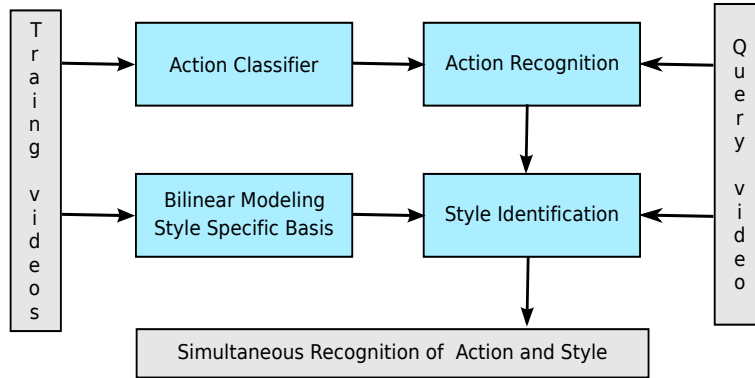 Traing videos
Action Classifier
Action Recognition
Query video
Bilinear Modeling
Style Specific Basis
Style Identification
Simultaneous Recognition of Action and Style